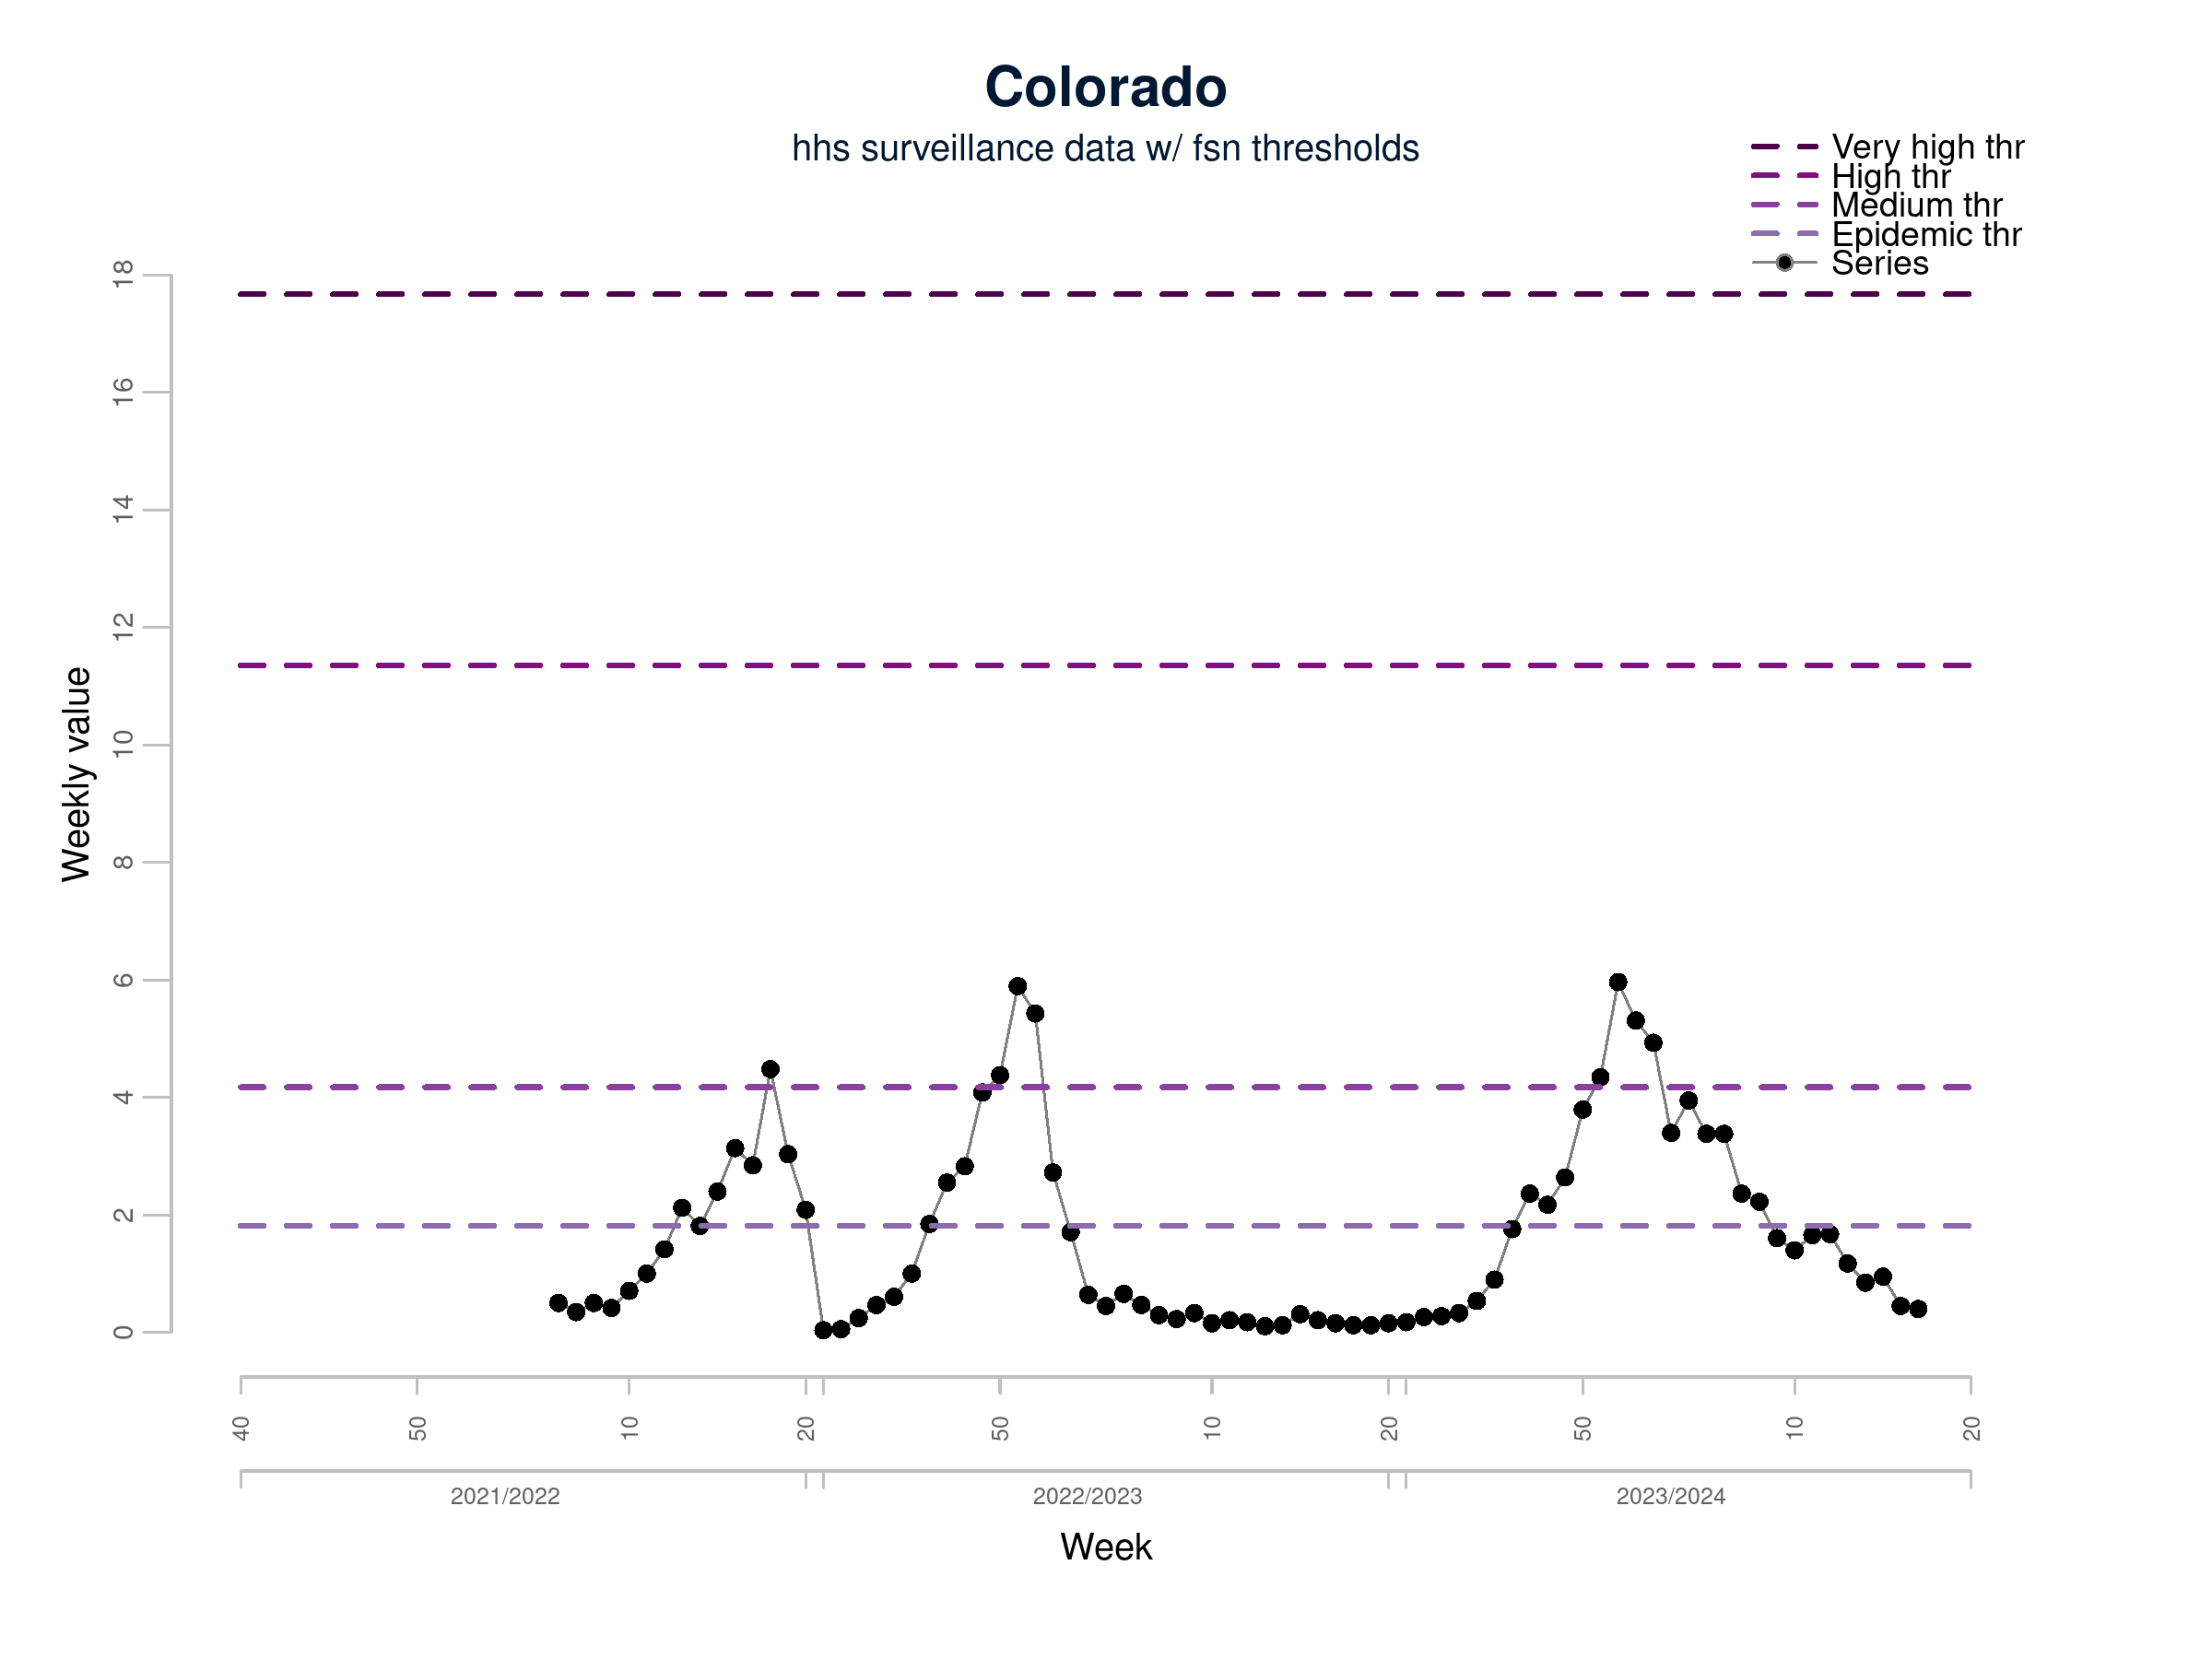 Colorado
hhs surveillance data w/ fsn thresholds
Very high thr
High thr
Medium thr
Epidemic thr
Series
18
16
14
12
10
8
6
4
2
0
Weekly value
40 50 10 20 50 10 20 50 10 20
2021/2022 2022/2023 2023/2024
Week